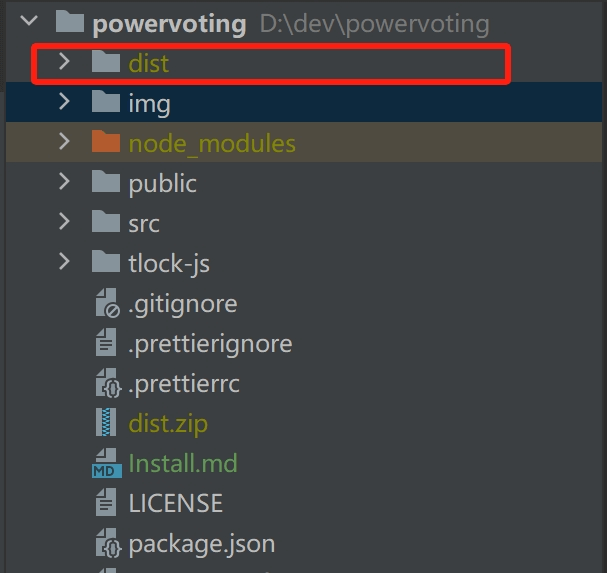 powervoting D:\dev\powervoting
dist
img
node_modules
public
src
tlock-js
.gitignore
.prettierignore
.prettierrc
dist.zip
MD Install.md
LICENSE
package.json